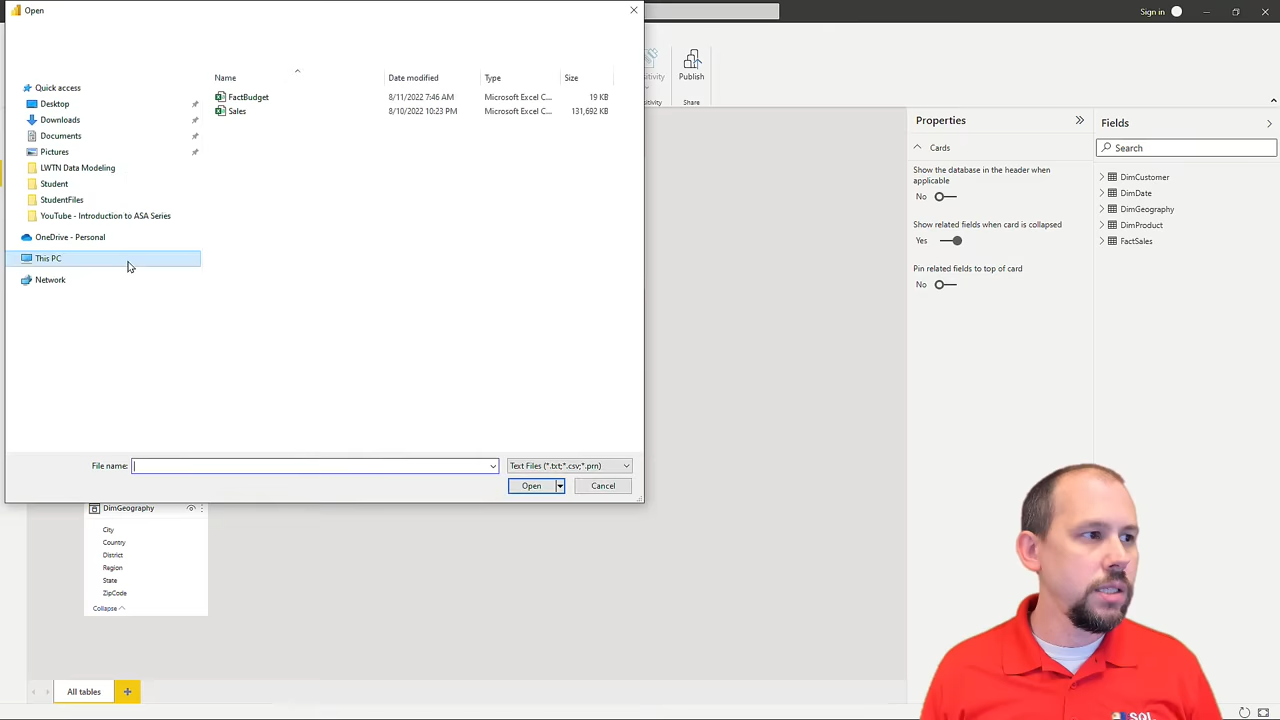 Open
Sign in
Name
Date modified
Type
Size
Quick access
Desktop
Downloads
Documents
Pictures
LWTN Data Modeling
Student
StudentFiles
YouTube - Introduction to ASA Series
OneDrive - Personal
This PC
Network
FactBudget 8/11/2022 7:46 AM Microsoft Excel C... 19 KB
Sales 8/10/2022 10:23 PM Microsoft Excel C... 131,692 KB
File name:
Text Files (*.txt;*.csv;*.prn)
Open
Cancel
Publish
Share
Properties
Cards
Show the database in the header when
applicable
No
Show related fields when card is collapsed
Yes
Pin related fields to top of card
No
Fields
Search
DimCustomer
DimDate
DimGeography
DimProduct
FactSales
DimGeography
City
Country
District
Region
State
ZipCode
Collapse
All tables
SQL